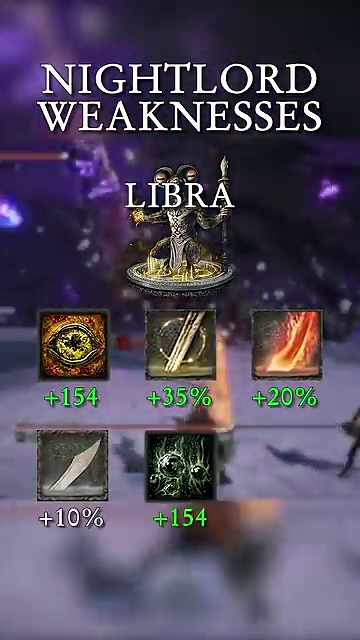 NIGHTLORD
WEAKNESSES
LIBRA
+154 +35% +20%
+10% +154